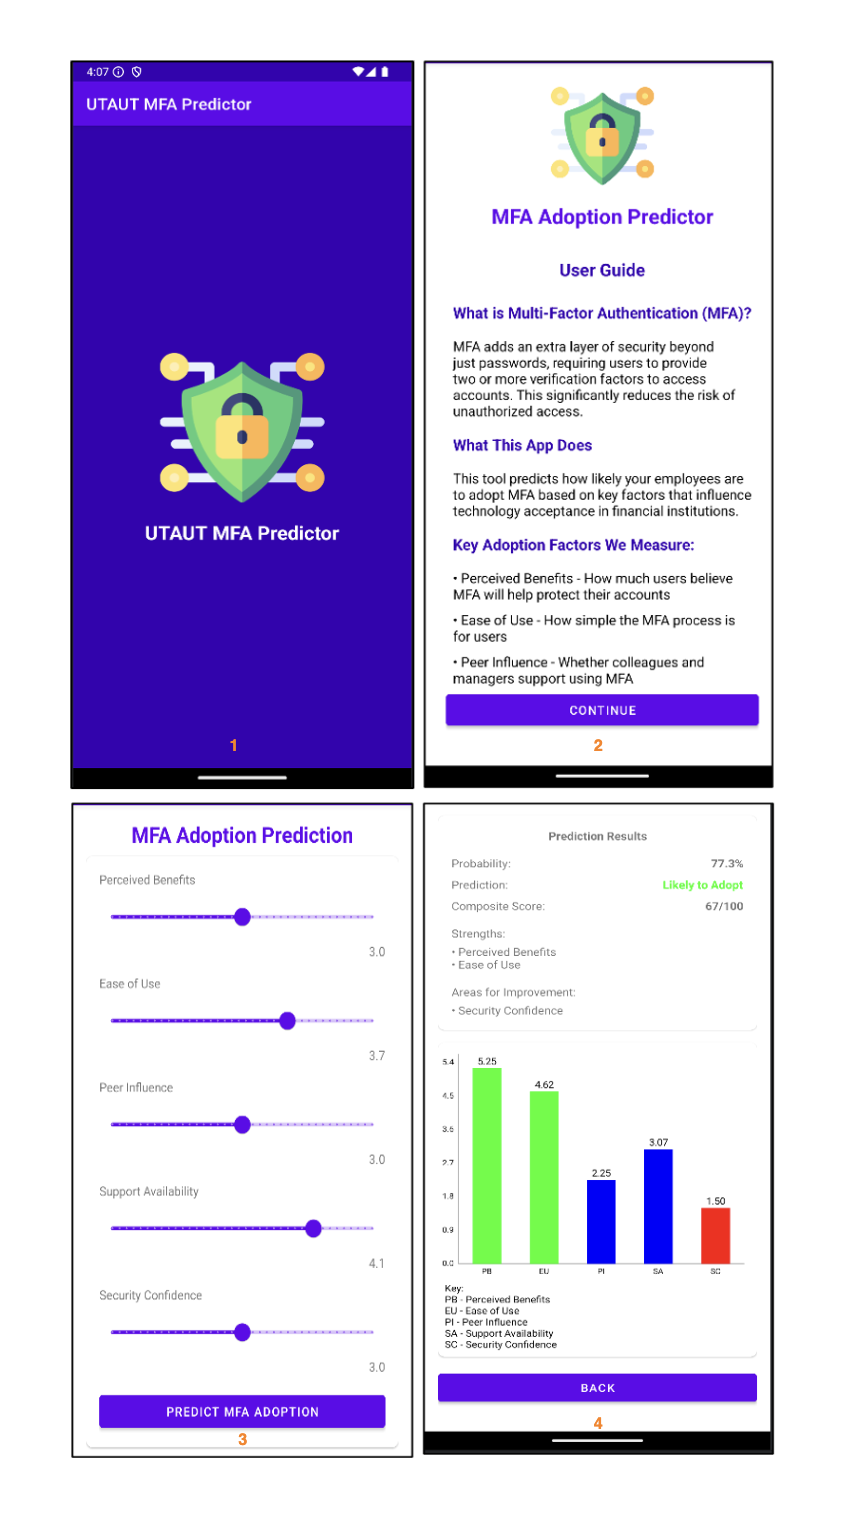 4:07
UTAUT MFA Predictor
UTAUT MFA Predictor
1
MFA Adoption Predictor
User Guide
What is Multi-Factor Authentication (MFA)?
MFA adds an extra layer of security beyond
just passwords, requiring users to provide
two or more verification factors to access
accounts. This significantly reduces the risk of
unauthorized access.
What This App Does
This tool predicts how likely your employees are
to adopt MFA based on key factors that influence
technology acceptance in financial institutions.
Key Adoption Factors We Measure:
• Perceived Benefits - How much users believe
MFA will help protect their accounts
• Ease of Use - How simple the MFA process is
for users
• Peer Influence - Whether colleagues and
managers support using MFA
CONTINUE
2
MFA Adoption Prediction
Perceived Benefits
3.0
Ease of Use
3.7
Peer Influence
3.0
Support Availability
4.1
Security Confidence
3.0
PREDICT MFA ADOPTION
3
Prediction Results
Probability: 77.3%
Prediction: Likely to Adopt
Composite Score: 67/100
Strengths:
• Perceived Benefits
• Ease of Use
Areas for Improvement:
• Security Confidence
5.4
4.5
3.6
2.7
1.8
0.9
0.0
5.25
4.62
2.25
3.07
1.50
PB EU PI SA SC
Key:
PB - Perceived Benefits
EU - Ease of Use
PI - Peer Influence
SA - Support Availability
SC - Security Confidence
BACK
4